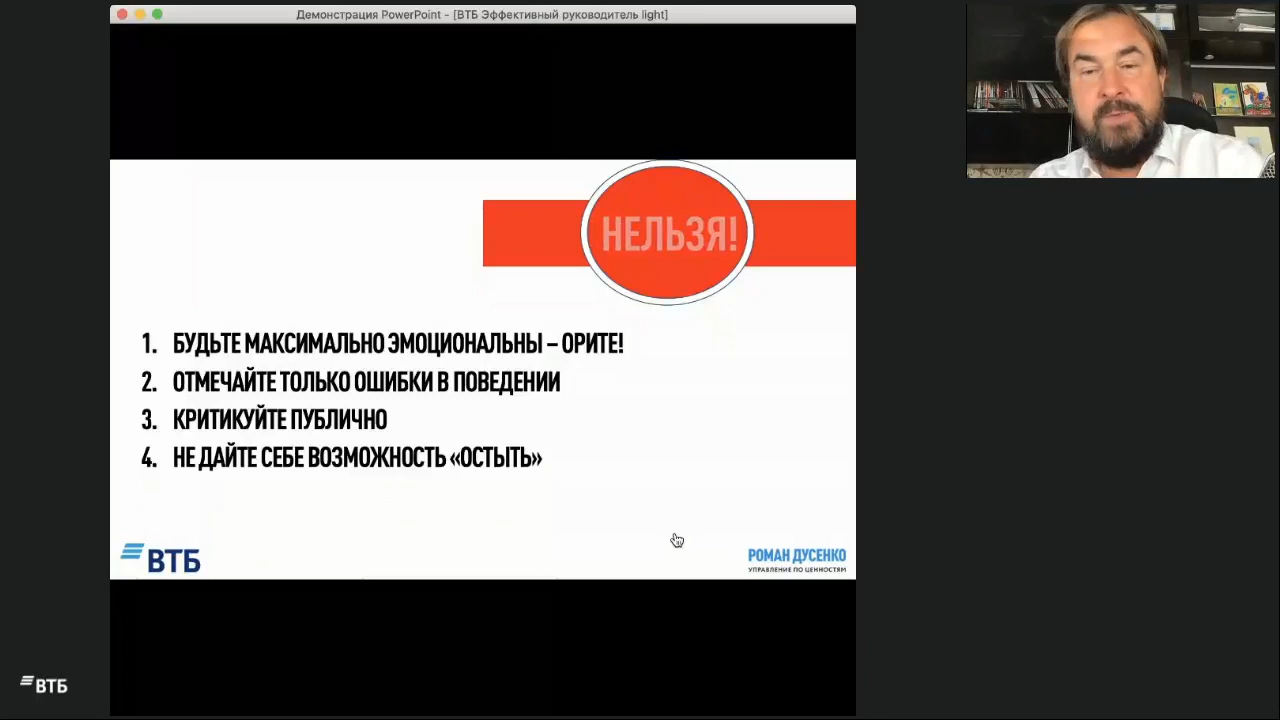 Демонстрация PowerPoint - [ВТБ Эффективный руководитель light]
НЕЛЬЗЯ!
1. БУДЬТЕ МАКСИМАЛЬНО ЭМОЦИОНАЛЬНЫ – ОРИТЕ!
2. ОТМЕЧАЙТЕ ТОЛЬКО ОШИБКИ В ПОВЕДЕНИИ
3. КРИТИКУЙТЕ ПУБЛИЧНО
4. НЕ ДАЙТЕ СЕБЕ ВОЗМОЖНОСТЬ «ОСТЫТЬ»
ВТБ
РОМАН ДУСЕНКО
УПРАВЛЕНИЕ ПО ЦЕННОСТЯМ
ВТБ